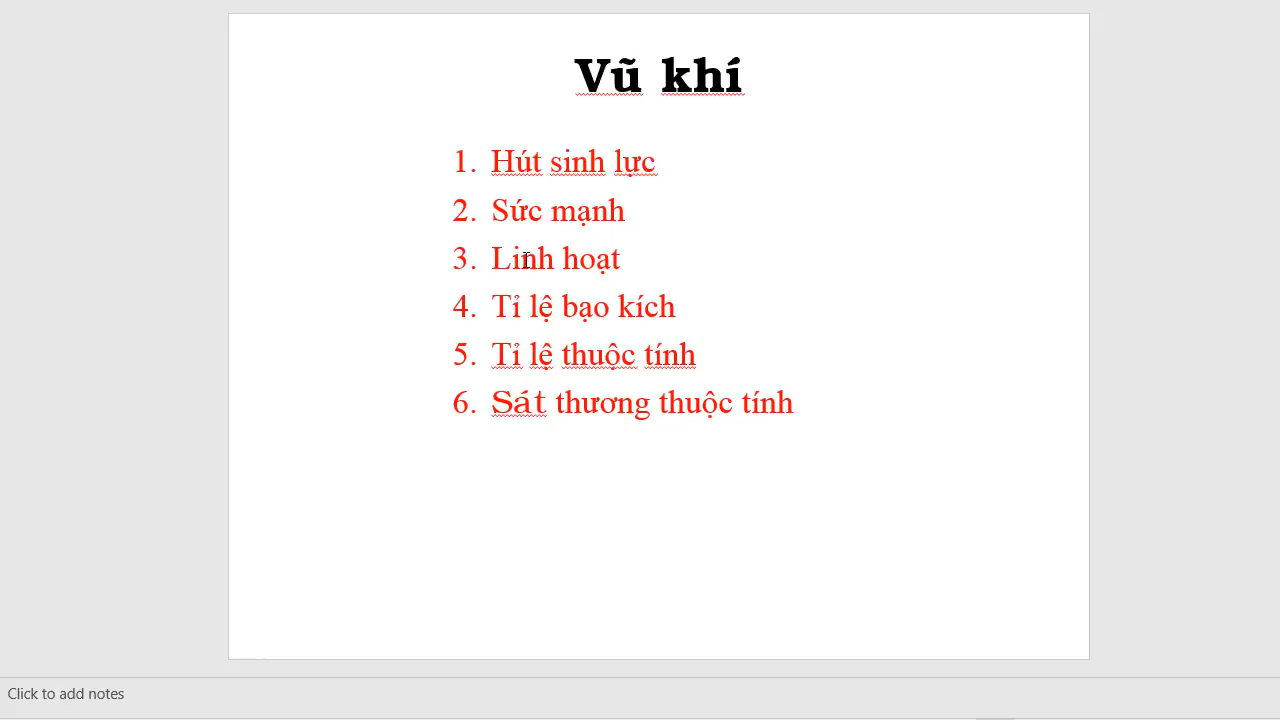 Vũ khí
1. Hút sinh lực
2. Sức mạnh
3. Linh hoạt
4. Tỉ lệ bạo kích
5. Tỉ lệ thuộc tính
6. Sát thương thuộc tính
Click to add notes